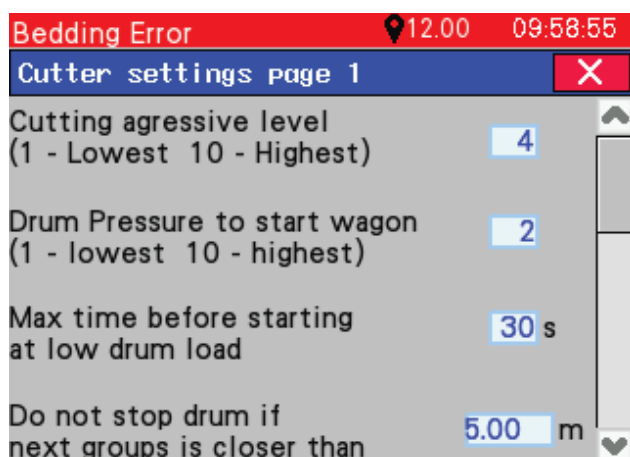 Bedding Error 12.00 09:58:55
Cutter settings page 1
Cutting agressive level
(1 - Lowest 10 - Highest) 4
Drum Pressure to start wagon
(1 - lowest 10 - highest) 2
Max time before starting
at low drum load 30 s
Do not stop drum if
next groups is closer than 5.00 m